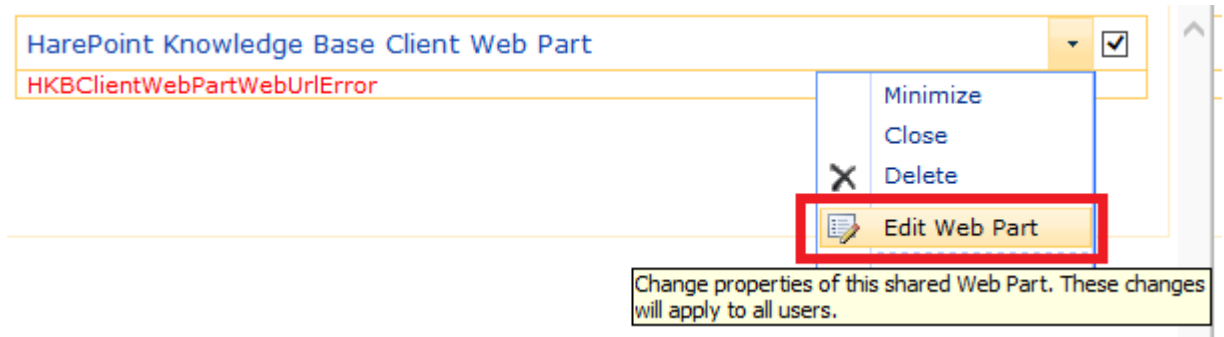 HarePoint Knowledge Base Client Web Part
HKBClientWebPartWebUrlError
Minimize
Close
Delete
Edit Web Part
Change properties of this shared Web Part. These changes
will apply to all users.